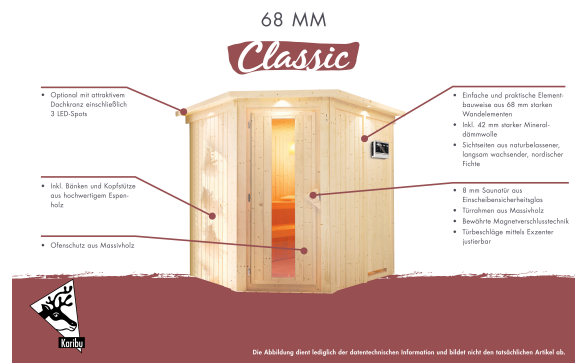 68 MM
Classic
• Optional mit attraktivem
Dachkranz einschließlich
3 LED-Spots
• Inkl. Bänken und Kopfstütze
aus hochwertigem Espen-
holz
• Ofenschutz aus Massivholz
• Einfache und praktische Element-
bauweise aus 68 mm starken
Wandelementen
• Inkl. 42 mm starker Mineral-
dämmwolle
• Sichtseiten aus naturbelassener,
langsam wachsender, nordischer
Fichte
• 8 mm Saunatür aus
Einscheibensicherheitsglas
• Türrahmen aus Massivholz
• Bewährte Magnetverschlusstechnik
• Türbeschläge mittels Exzenter
justierbar
Karibu
Die Abbildung dient lediglich der datentechnischen Information und bildet nicht den tatsächlichen Artikel ab.